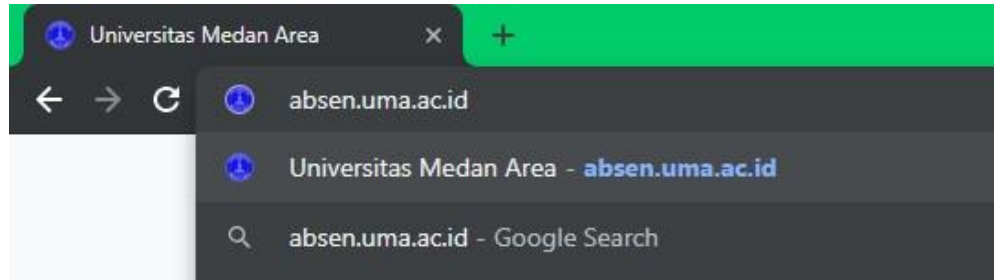 Universitas Medan Area
absen.uma.ac.id
Universitas Medan Area - absen.uma.ac.id
absen.uma.ac.id - Google Search